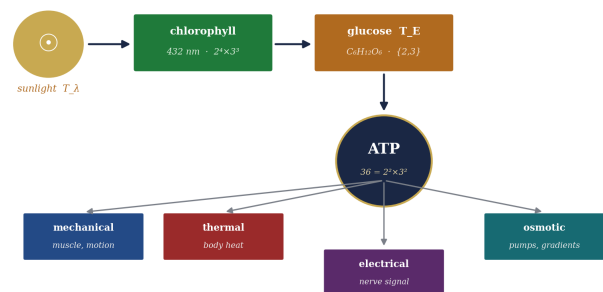 chlorophyll
432 nm · 2⁴×3³
glucose T_E
C₆H₁₂O₆ · {2,3}
sunlight T_λ
ATP
36 = 2²×3²
mechanical
muscle, motion
thermal
body heat
osmotic
pumps, gradients
electrical
nerve signal